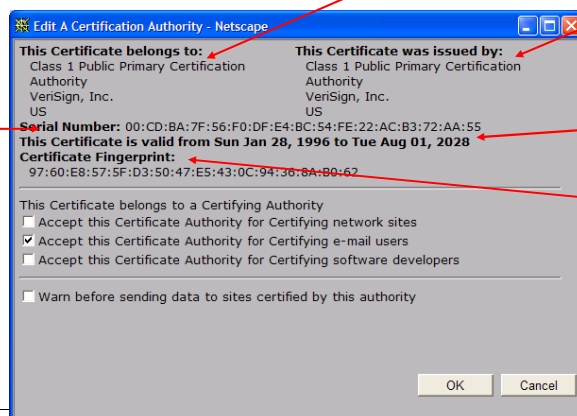 Edit A Certification Authority - Netscape
This Certificate belongs to:
Class 1 Public Primary Certification
Authority
VeriSign, Inc.
US
This Certificate was issued by:
Class 1 Public Primary Certification
Authority
VeriSign, Inc.
US
Serial Number: 00:CD:BA:7F:56:F0:DF:E4:BC:54:FE:22:AC:B3:72:AA:55
This Certificate is valid from Sun Jan 28, 1996 to Tue Aug 01, 2028
Certificate Fingerprint:
97:60:E8:57:5F:D3:50:47:E5:43:0C:94:36:8A:B0:62
This Certificate belongs to a Certifying Authority
Accept this Certificate Authority for Certifying network sites
Accept this Certificate Authority for Certifying e-mail users
Accept this Certificate Authority for Certifying software developers
Warn before sending data to sites certified by this authority
OK
Cancel